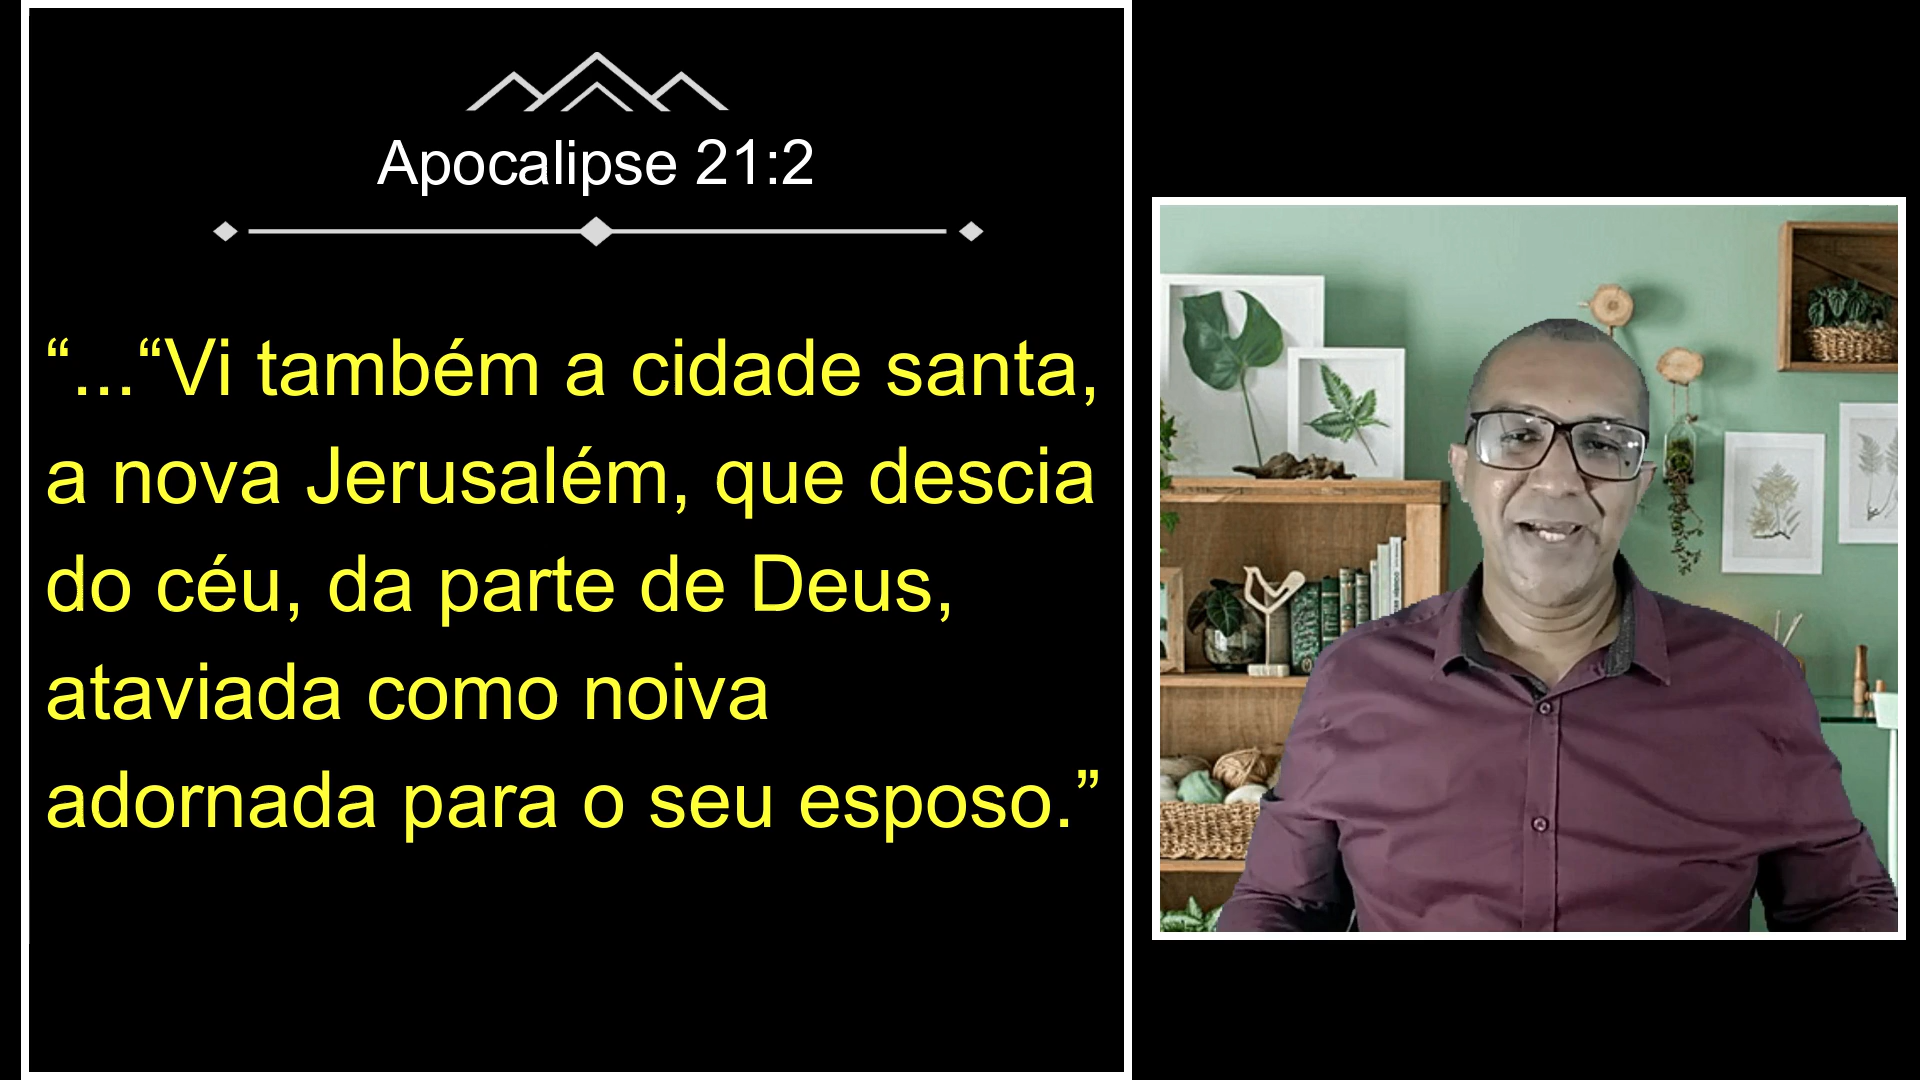 Apocalipse 21:2
“...“Vi também a cidade santa,
a nova Jerusalém, que descia
do céu, da parte de Deus,
ataviada como noiva
adornada para o seu esposo.”